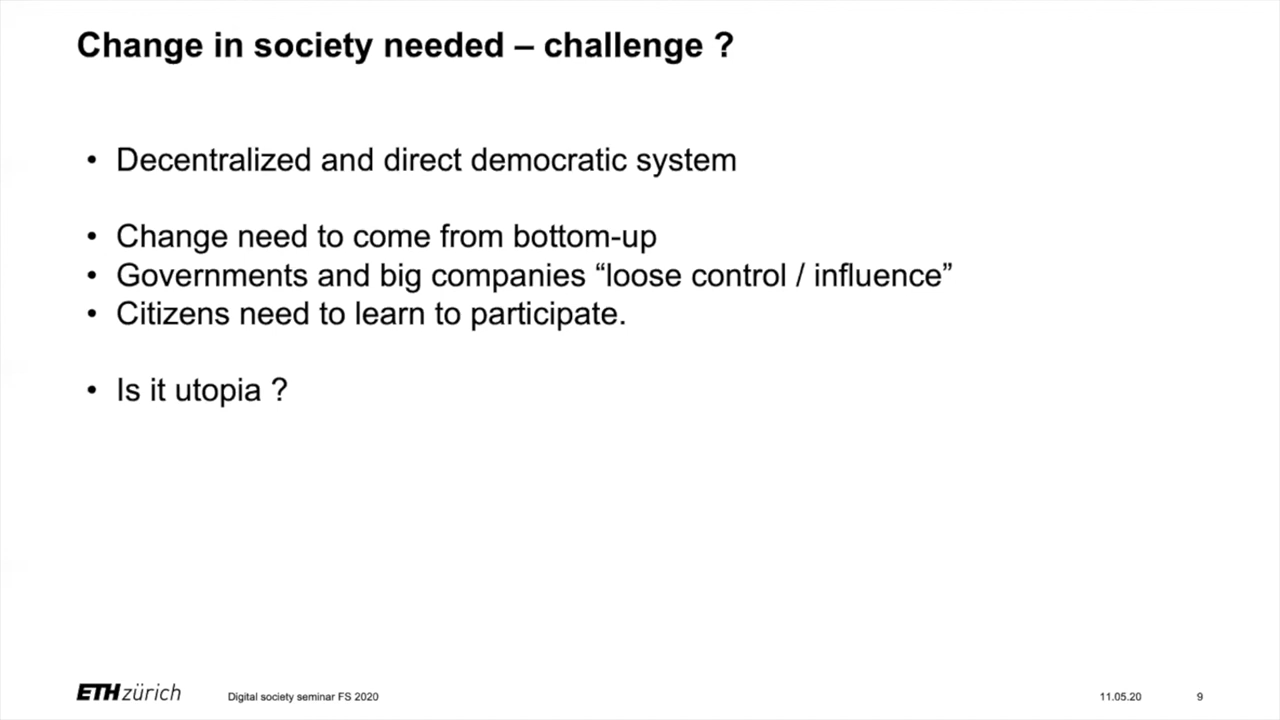 Change in society needed – challenge ?
• Decentralized and direct democratic system
• Change need to come from bottom-up
• Governments and big companies “loose control / influence”
• Citizens need to learn to participate.
• Is it utopia ?
ETH zürich
Digital society seminar FS 2020
11.05.20
9